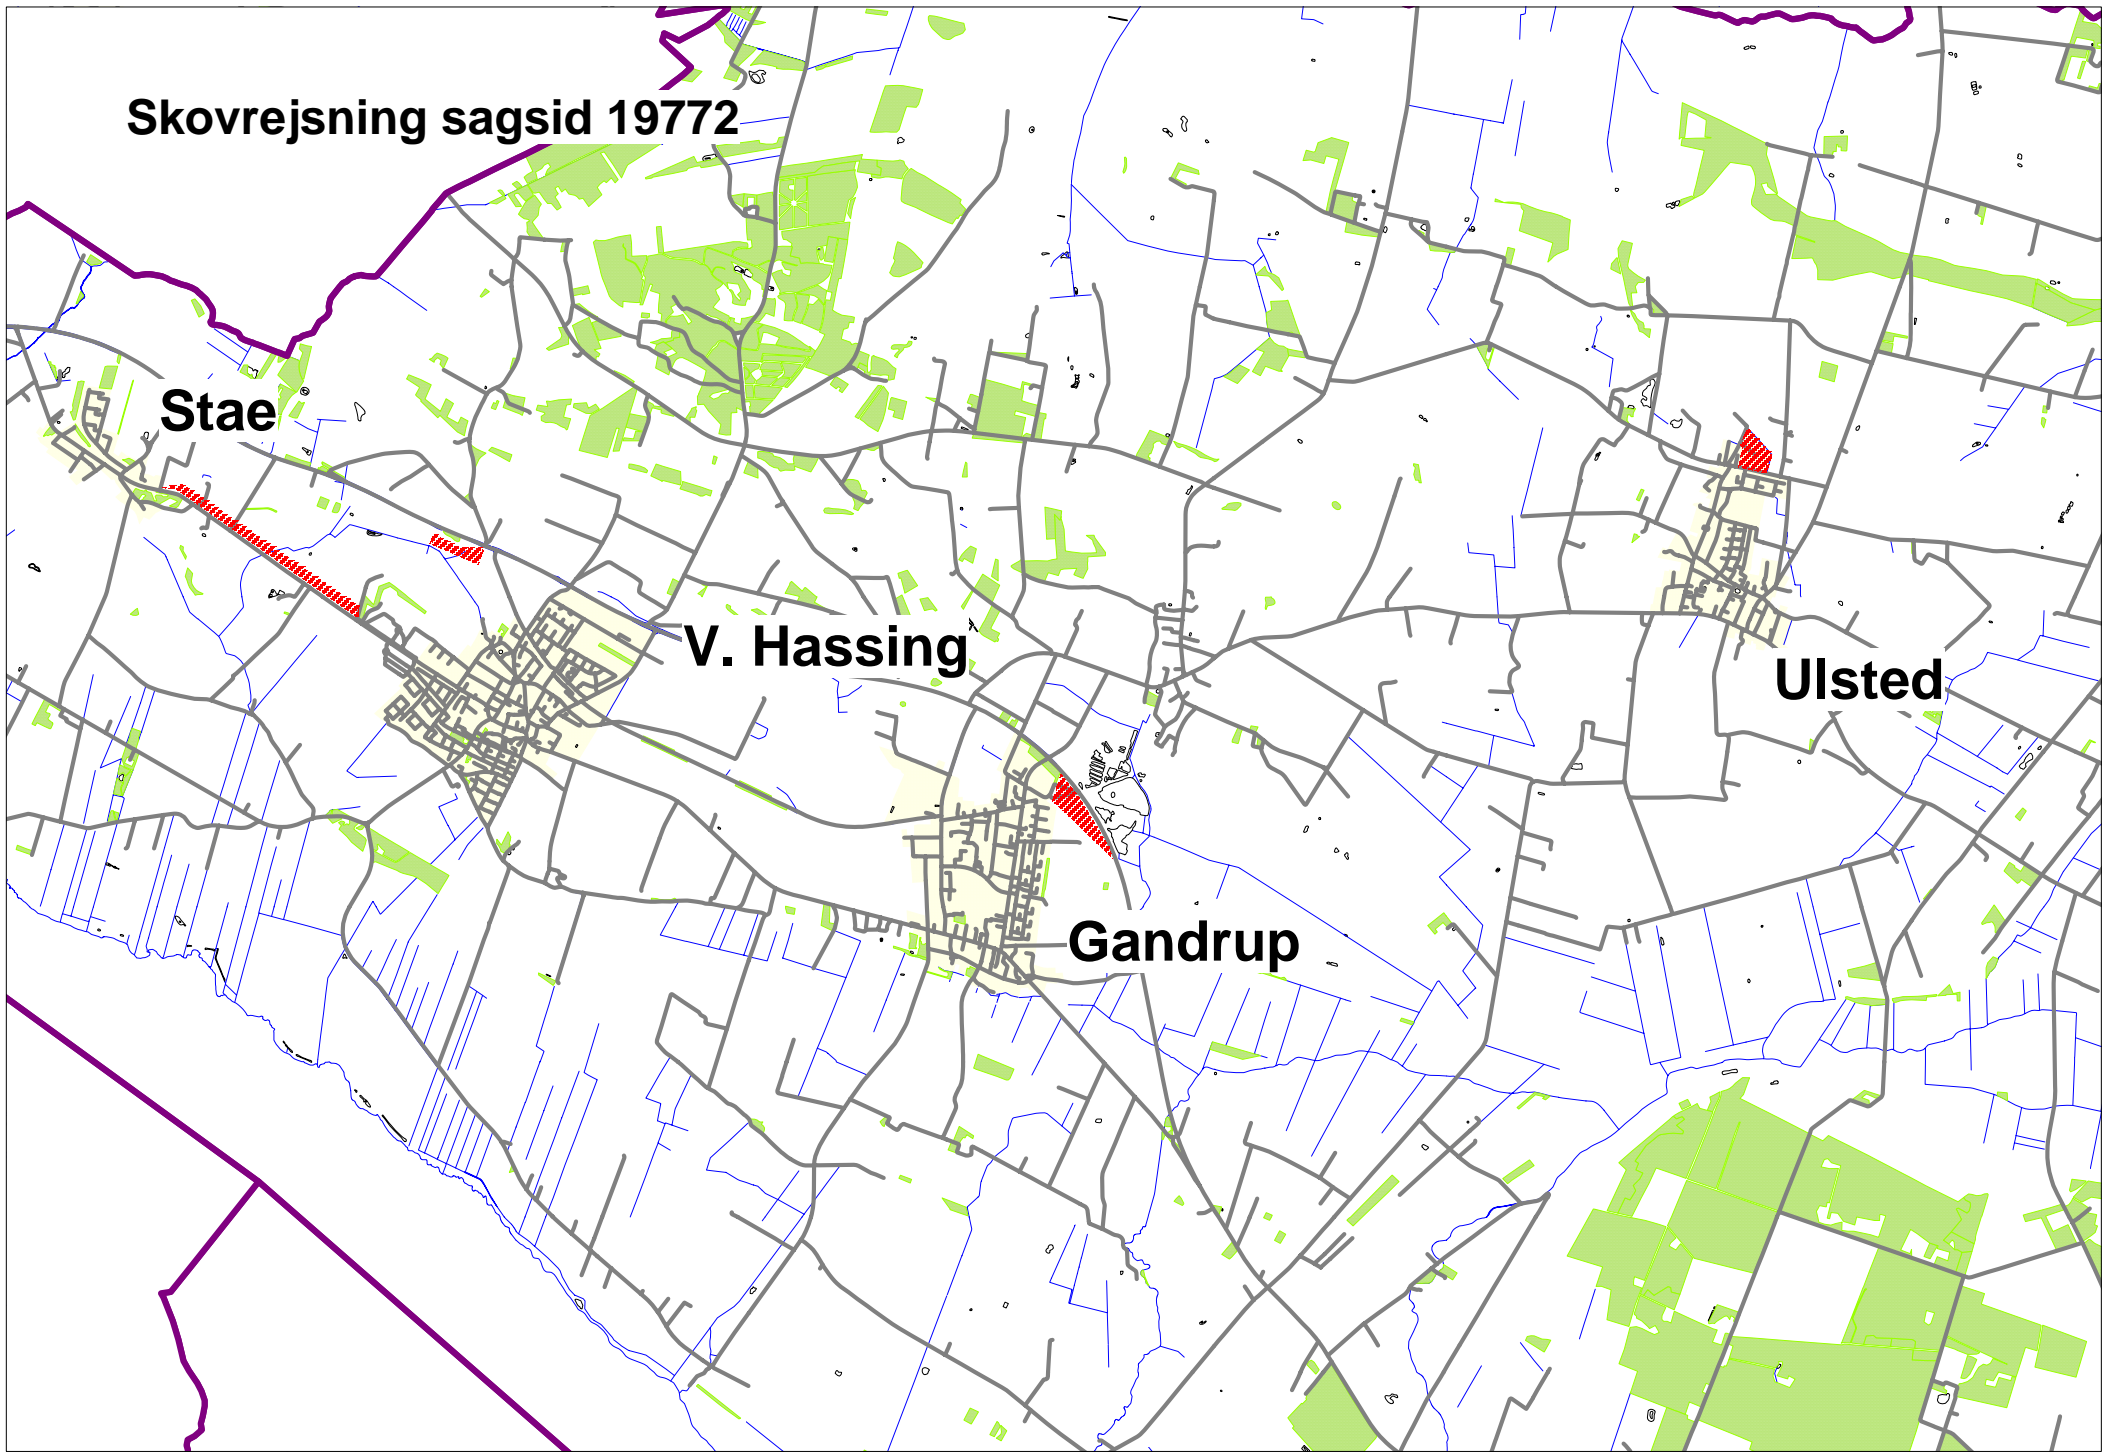 Skovrejsning sagsid 19772
Stae
V. Hassing
Ulsted
Gandrup